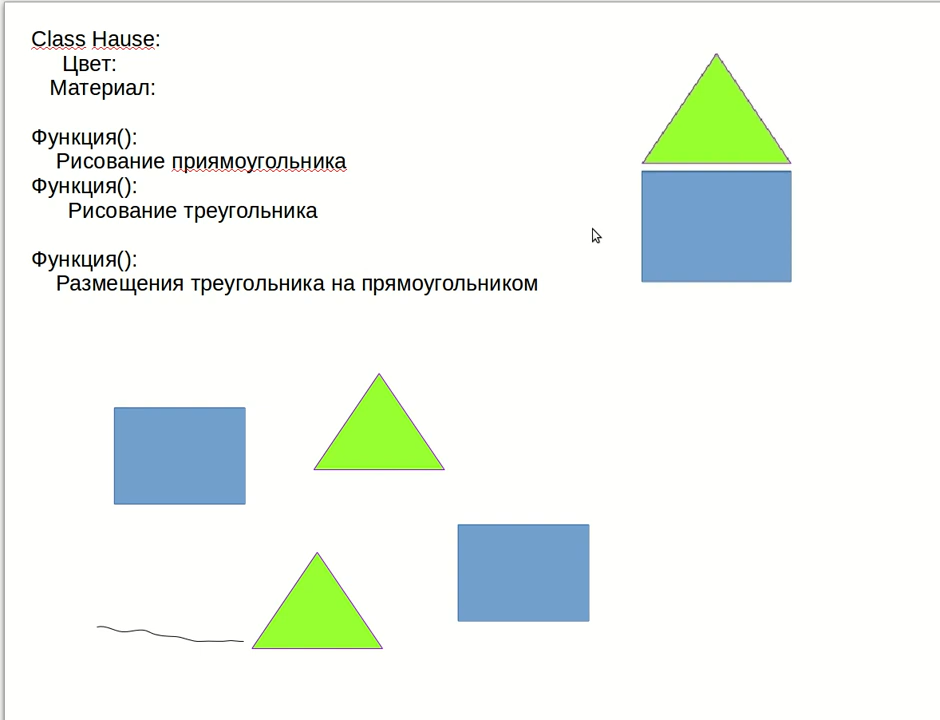 Class Hause:
Цвет:
Материал:
Функция():
Рисование приямоугольника
Функция():
Рисование треугольника
Функция():
Размещения треугольника на прямоугольником